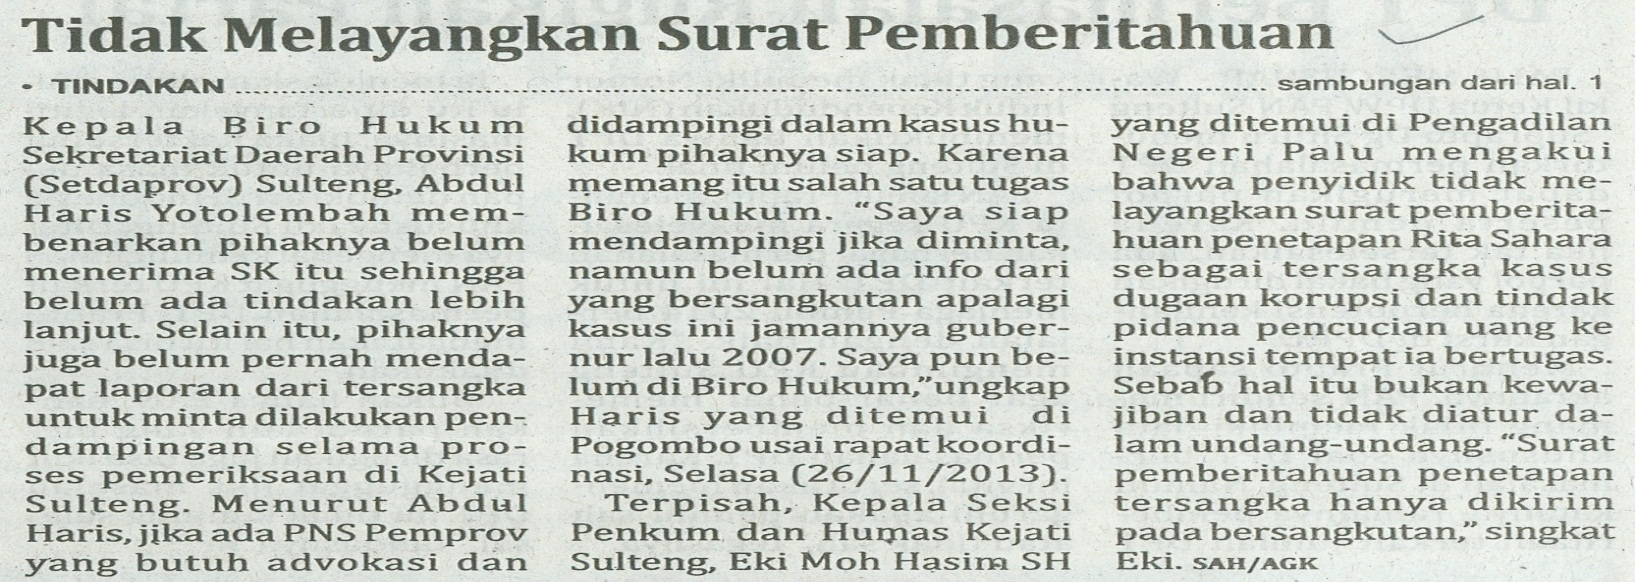 Tidak Melayangkan Surat Pemberitahuan
• TINDAKAN ........ sambungan dari hal. 1
Kepala Biro Hukum
Sekretariat Daerah Provinsi
(Setdaprov) Sulteng, Abdul
Haris Yotolembah mem-
benarkan pihaknya belum
menerima SK itu sehingga
belum ada tindakan lebih
lanjut. Selain itu, pihaknya
juga belum pernah menda-
pat laporan dari tersangka
untuk minta dilakukan pen-
dampingan selama pro-
ses pemeriksaan di Kejati
Sulteng. Menurut Abdul
Haris, jika ada PNS Pemprov
yang butuh advokasi dan
didampingi dalam kasus hu-
kum pihaknya siap. Karena
memang itu salah satu tugas
Biro Hukum. “Saya siap
mendampingi jika diminta,
namun belum ada info dari
yang bersangkutan apalagi
kasus ini jamannya guber-
nur lalu 2007. Saya pun be-
lum di Biro Hukum,”ungkap
Haris yang ditemui di
Pogombo usai rapat koordi-
nasi, Selasa (26/11/2013).
Terpisah, Kepala Seksi
Penkum dan Humas Kejati
Sulteng, Eki Moh Hasim SH
yang ditemui di Pengadilan
Negeri Palu mengakui
bahwa penyidik tidak me-
layangkan surat pemberita-
huan penetapan Rita Sahara
sebagai tersangka kasus
dugaan korupsi dan tindak
pidana pencucian uang ke
instansi tempat ia bertugas.
Sebab hal itu bukan kewa-
jiban dan tidak diatur da-
lam undang-undang. “Surat
pemberitahuan penetapan
tersangka hanya dikirim
pada bersangkutan,” singkat
Eki. SAH/AGK